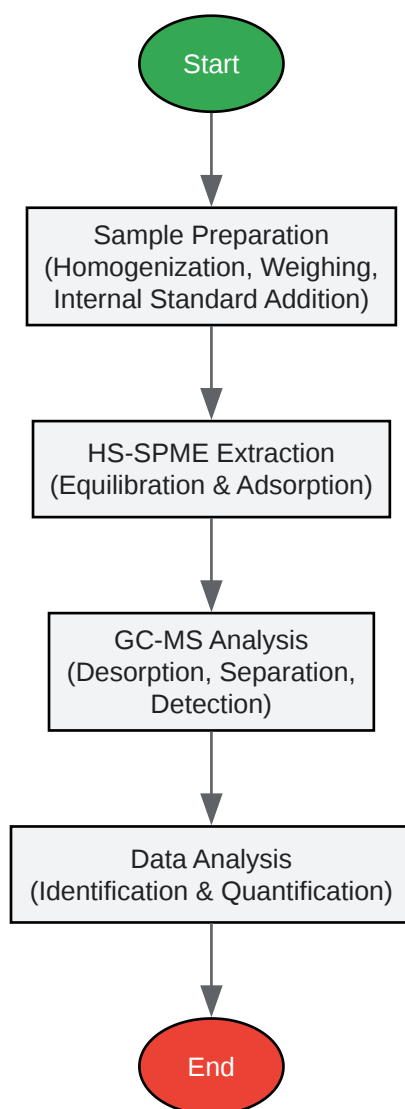 Start
Sample Preparation
(Homogenization, Weighing,
Internal Standard Addition)
HS-SPME Extraction
(Equilibration & Adsorption)
GC-MS Analysis
(Desorption, Separation,
Detection)
Data Analysis
(Identification & Quantification)
End